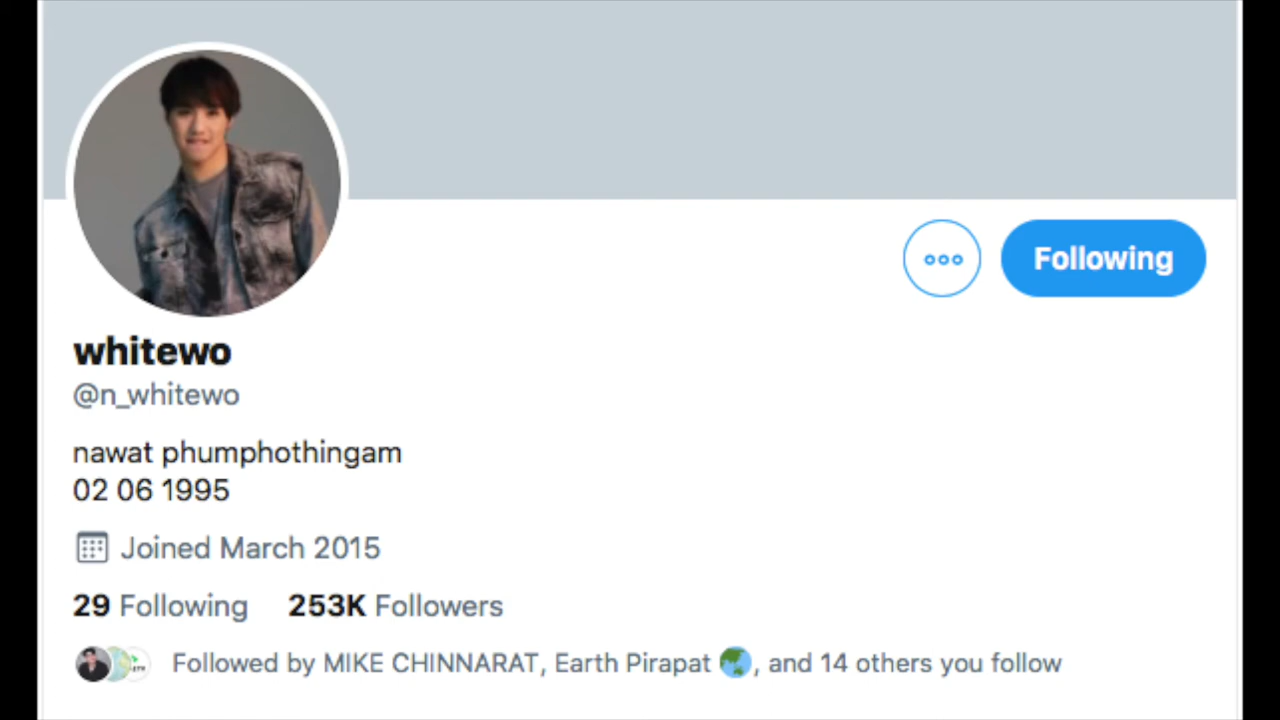 Following
whitewo
@n_whitewo
nawat phumphothingam
02 06 1995
Joined March 2015
29 Following 253K Followers
Followed by MIKE CHINNARAT, Earth Pirapat 🌏, and 14 others you follow